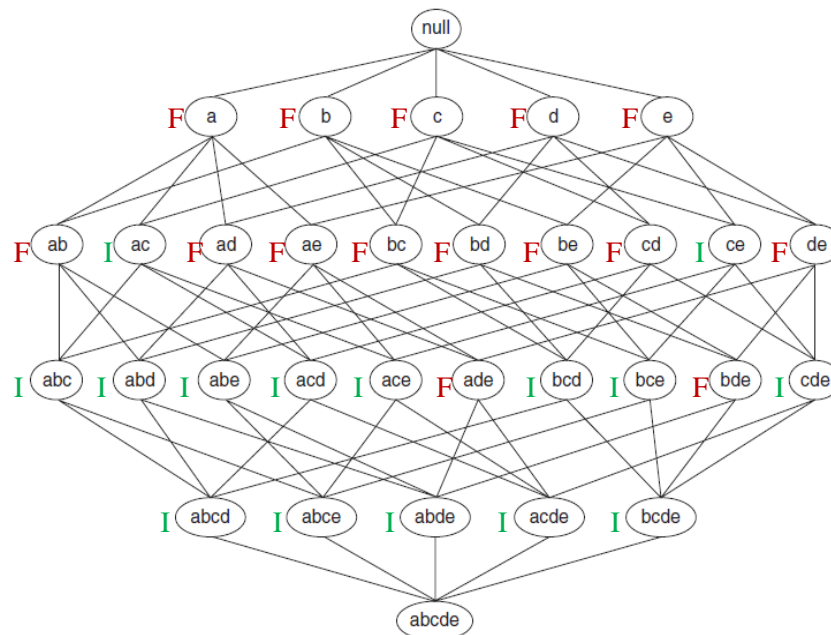 null
F a F b F c F d F e
F ab I ac F ad F ae F bc F bd F be F cd I ce F de
I abc I abd I abe I acd I ace F ade I bcd I bce F bde I cde
I abcd I abce I abde I acde I bcde
abcde